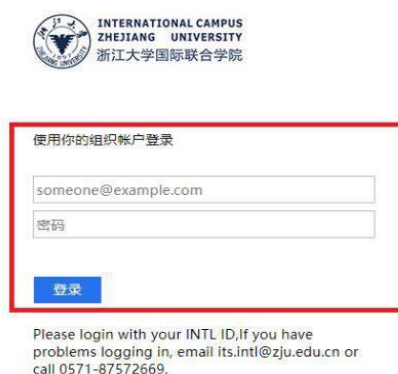 INTERNATIONAL CAMPUS
ZHEJIANG UNIVERSITY
浙江大学国际联合学院
使用你的组织帐户登录
someone@example.com
密码
登录
Please login with your INTL ID,If you have
problems logging in, email its.intl@zju.edu.cn or
call 0571-87572669.